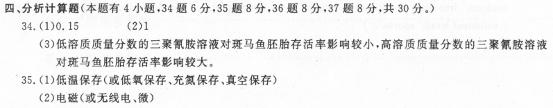 四、分析计算题(本题有4小题,34题6分,35题8分,36题8分,37题8分,共30分。)
34.(1)0.15 (2)1
(3)低溶质质量分数的三聚氰胺溶液对斑马鱼胚胎存活率影响较小,高溶质质量分数的三聚氰胺溶液
对斑马鱼胚胎存活率影响较大。
35.(1)低温保存(或低氧保存、充氮保存、真空保存)
(2)电磁(或无线电、微)